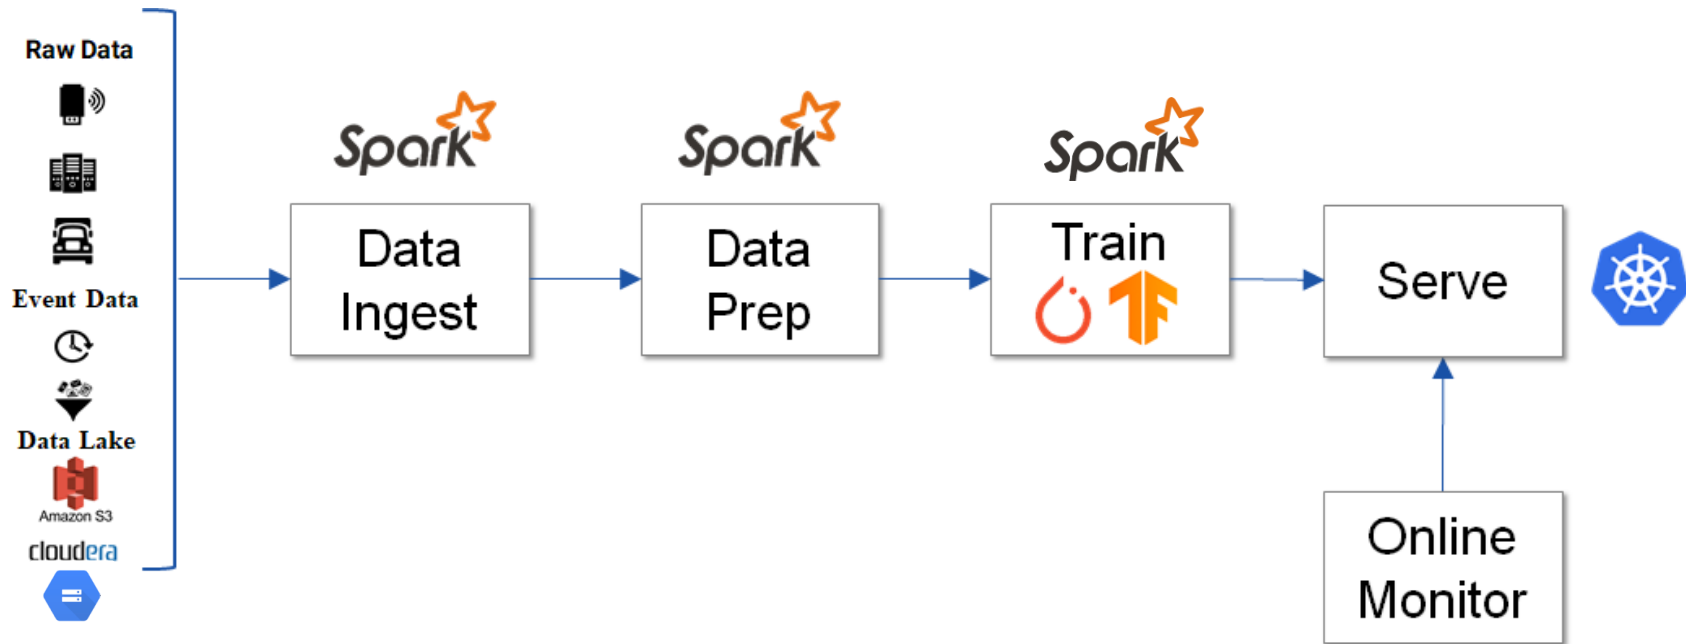 Raw Data
Event Data
Data Lake
Amazon S3
cloudera
Spark
Data
Ingest
Spark
Data
Prep
Spark
Train
Serve
Online
Monitor